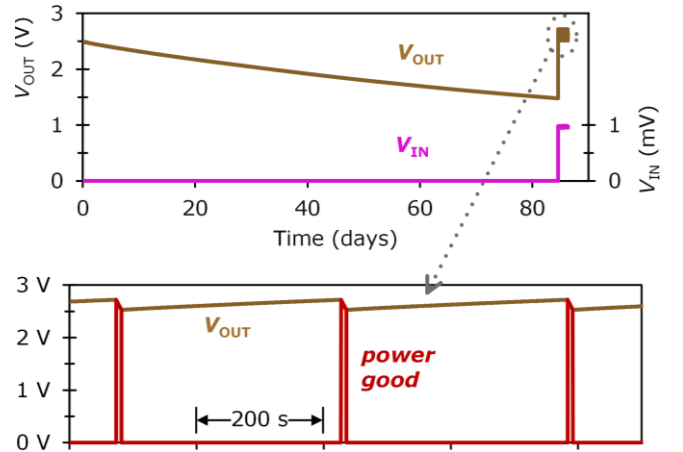 3
2
1
0
V_OUT (V)
V_OUT
V_IN
1
0
V_IN (mV)
0 20 40 60 80
Time (days)
3 V
2 V
1 V
0 V
V_OUT
power
good
200 s